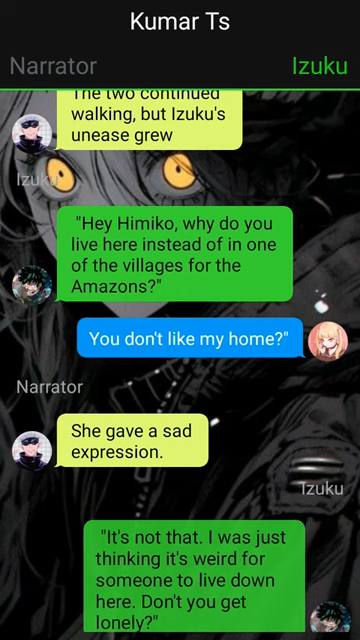 Kumar Ts
Narrator
Izuku
The two continued
walking, but Izuku's
unease grew
Izuku
"Hey Himiko, why do you
live here instead of in one
of the villages for the
Amazons?"
You don't like my home?"
Narrator
She gave a sad
expression.
Izuku
"It's not that. I was just
thinking it's weird for
someone to live down
here. Don't you get
lonely?"